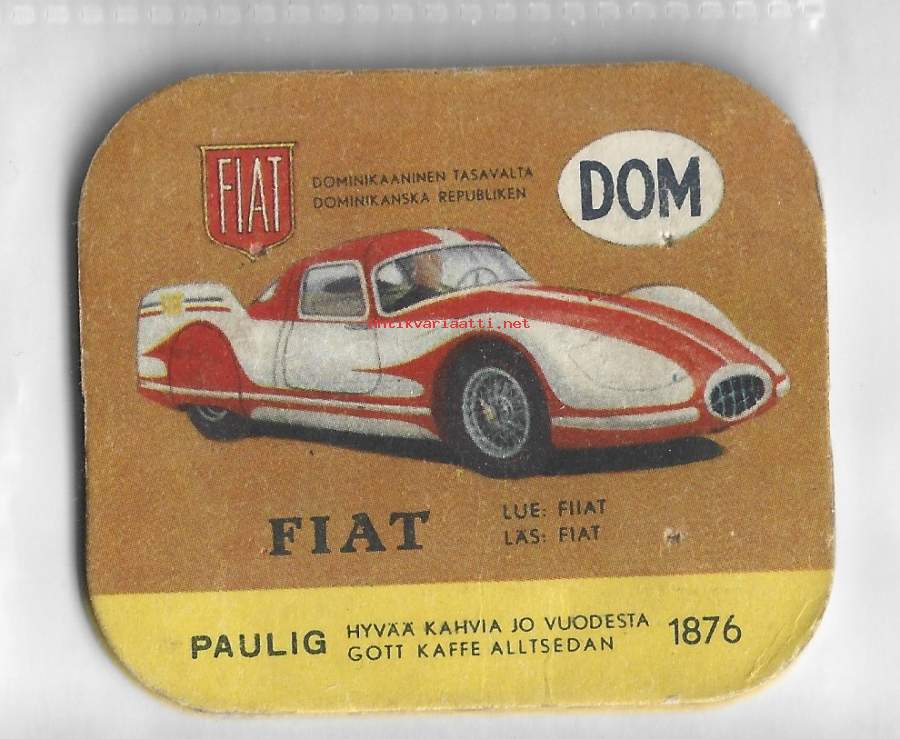 FIAT
DOMINIKAANINEN TASAVALTA
DOMINIKANSKA REPUBLIKEN
DOM
Antikvariaatti.net
FIAT
LUE: FIIAT
LÄS: FIAT
PAULIG
HYVÄÄ KAHVIA JO VUODESTA
GOTT KAFFE ALLTSEDAN
1876